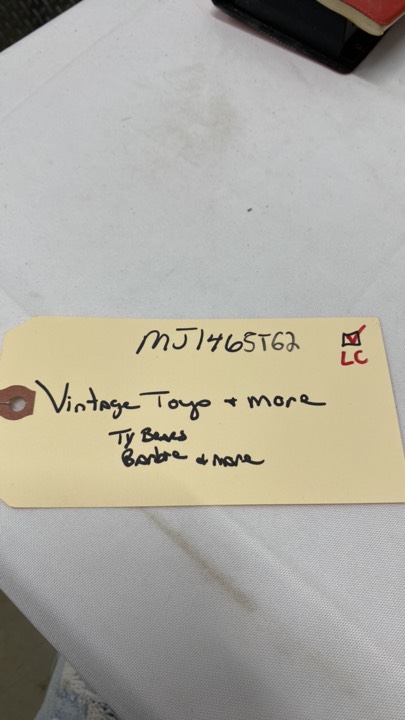 MJ1465T62
LC
Vintage Toys + more
Ty Bears
Barbie + more